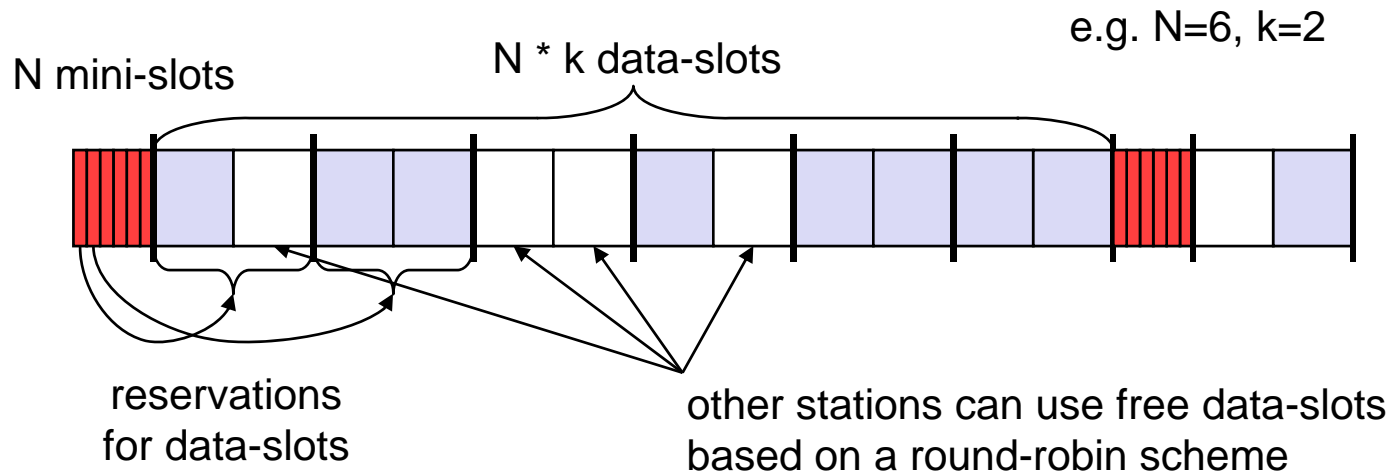 e.g. N=6, k=2
N mini-slots
N * k data-slots
reservations
for data-slots
other stations can use free data-slots
based on a round-robin scheme